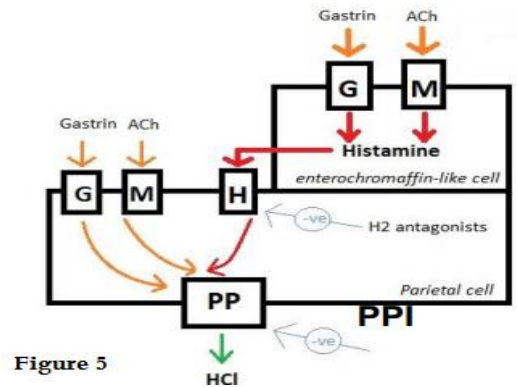 Gastrin ACh
G M
Gastrin ACh
Histamine
enterochromaffin-like cell
G M H
-ve H2 antagonists
PP
Parietal cell
PPI
-ve
Figure 5
HCl